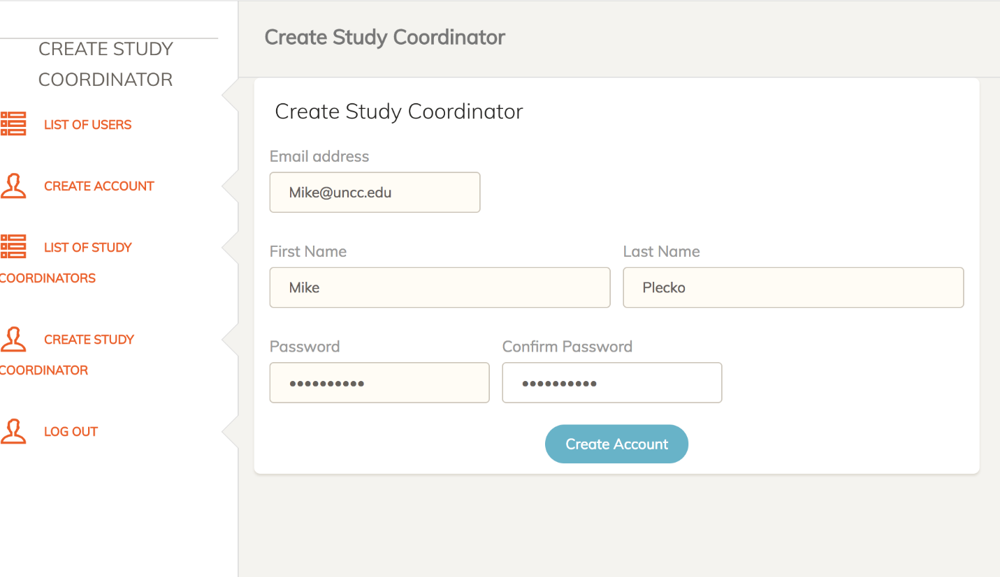 CREATE STUDY
COORDINATOR
LIST OF USERS
CREATE ACCOUNT
LIST OF STUDY
COORDINATORS
CREATE STUDY
COORDINATOR
LOG OUT
Create Study Coordinator
Create Study Coordinator
Email address
Mike@uncc.edu
First Name
Last Name
Mike
Plecko
Password
Confirm Password
••••••••••
••••••••••
Create Account